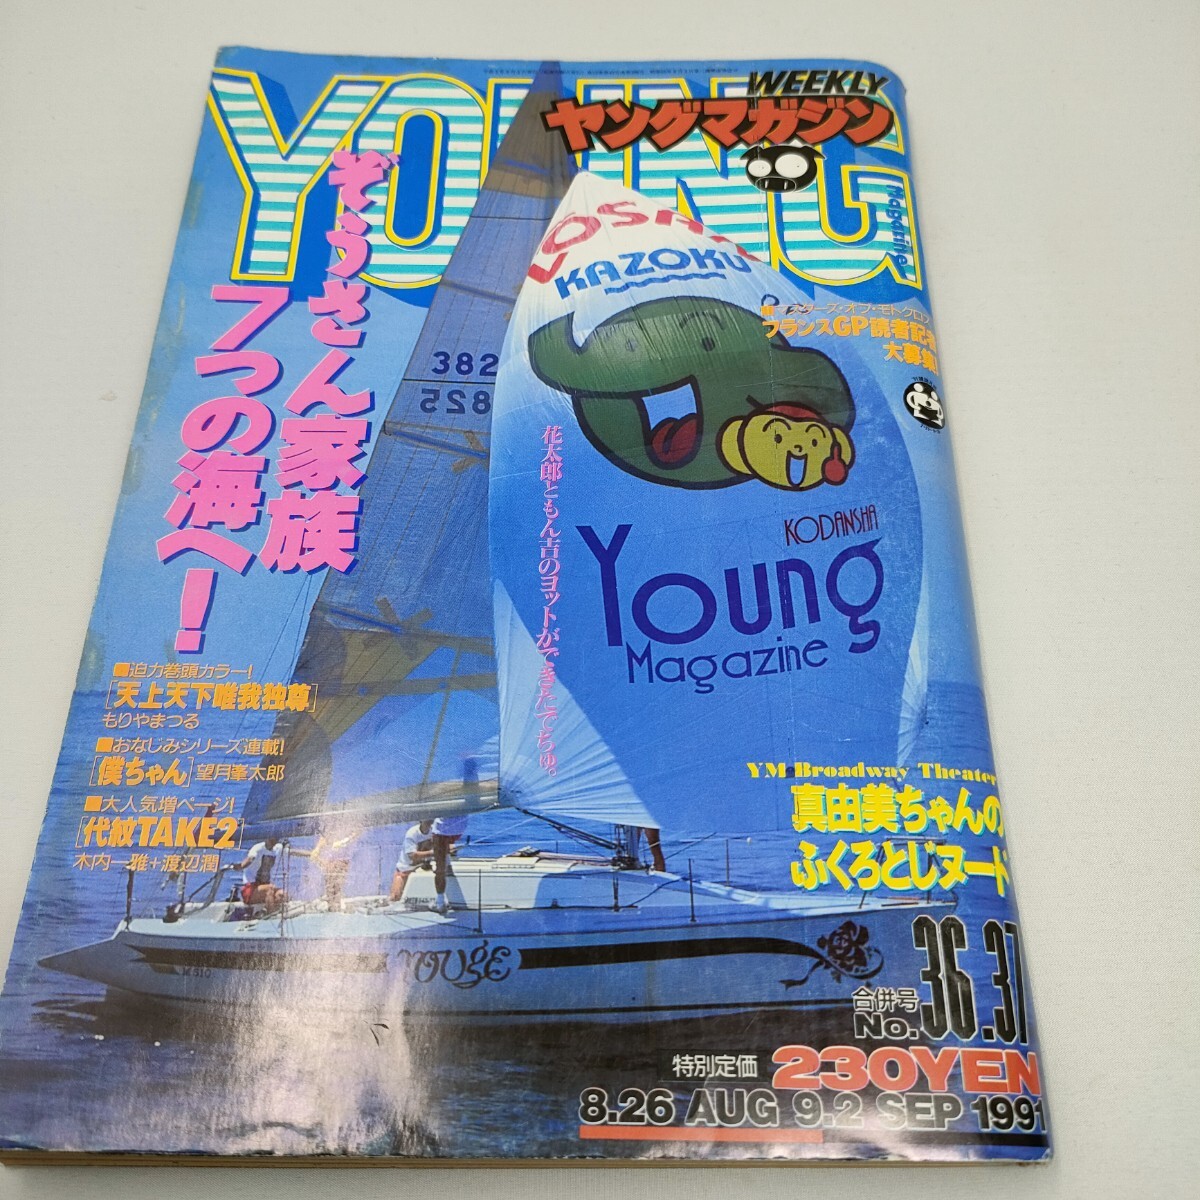 YOUNG
WEEKLY
ヤングマガジン
Magazine
ぞうさん家族
7つの海へ!
KAZOKU
382
フランスGP読者記者
大募集!
花太郎ともん吉のヨットができたでちゅ。
KODANSHA
Young
Magazine
■迫力巻頭カラー!
[天上天下唯我独尊]
もりやまつる
■おなじみシリーズ連載!
[僕ちゃん]望月峯太郎
■大人気増ページ!
[代紋TAKE2]
木内一雅+渡辺潤
YM Broadway Theater
真由美ちゃんの
ふくろとじヌード
rouge
合併号
No.36.37
特別定価 230YEN
8.26 AUG 9.2 SEP 1991